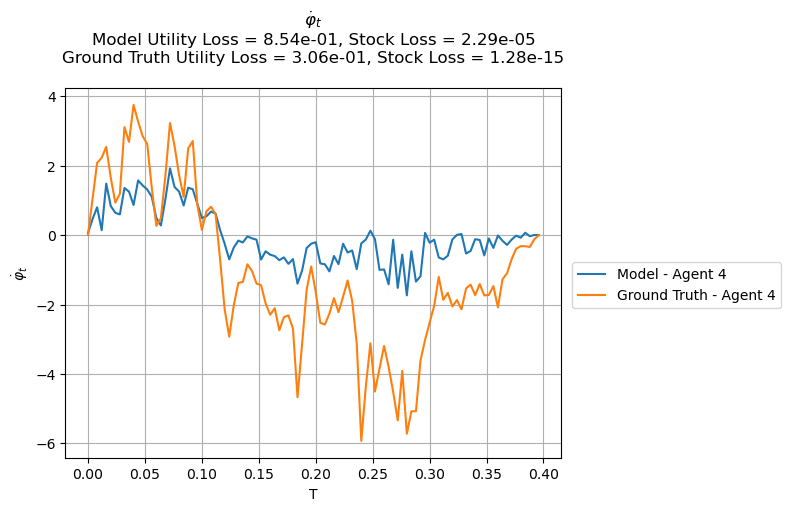 φ̇ₜ
Model Utility Loss = 8.54e-01, Stock Loss = 2.29e-05
Ground Truth Utility Loss = 3.06e-01, Stock Loss = 1.28e-15
4
2
0
−2
−4
−6
φ̇ₜ
0.00 0.05 0.10 0.15 0.20 0.25 0.30 0.35 0.40
T
Model - Agent 4
Ground Truth - Agent 4